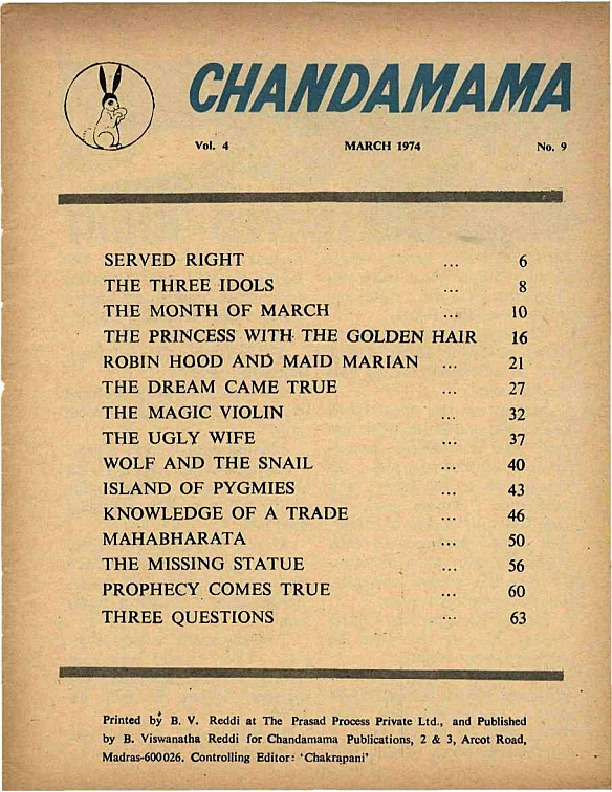 CHANDAMAMA
Vol. 4 MARCH 1974 No. 9
SERVED RIGHT ... 6
THE THREE IDOLS ... 8
THE MONTH OF MARCH ... 10
THE PRINCESS WITH THE GOLDEN HAIR 16
ROBIN HOOD AND MAID MARIAN ... 21
THE DREAM CAME TRUE ... 27
THE MAGIC VIOLIN ... 32
THE UGLY WIFE ... 37
WOLF AND THE SNAIL ... 40
ISLAND OF PYGMIES ... 43
KNOWLEDGE OF A TRADE ... 46
MAHABHARATA ... 50
THE MISSING STATUE ... 56
PROPHECY COMES TRUE ... 60
THREE QUESTIONS ... 63
Printed by B. V. Reddi at The Prasad Process Private Ltd., and Published
by B. Viswanatha Reddi for Chandamama Publications, 2 & 3, Arcot Road,
Madras-600026. Controlling Editor: 'Chakrapani'